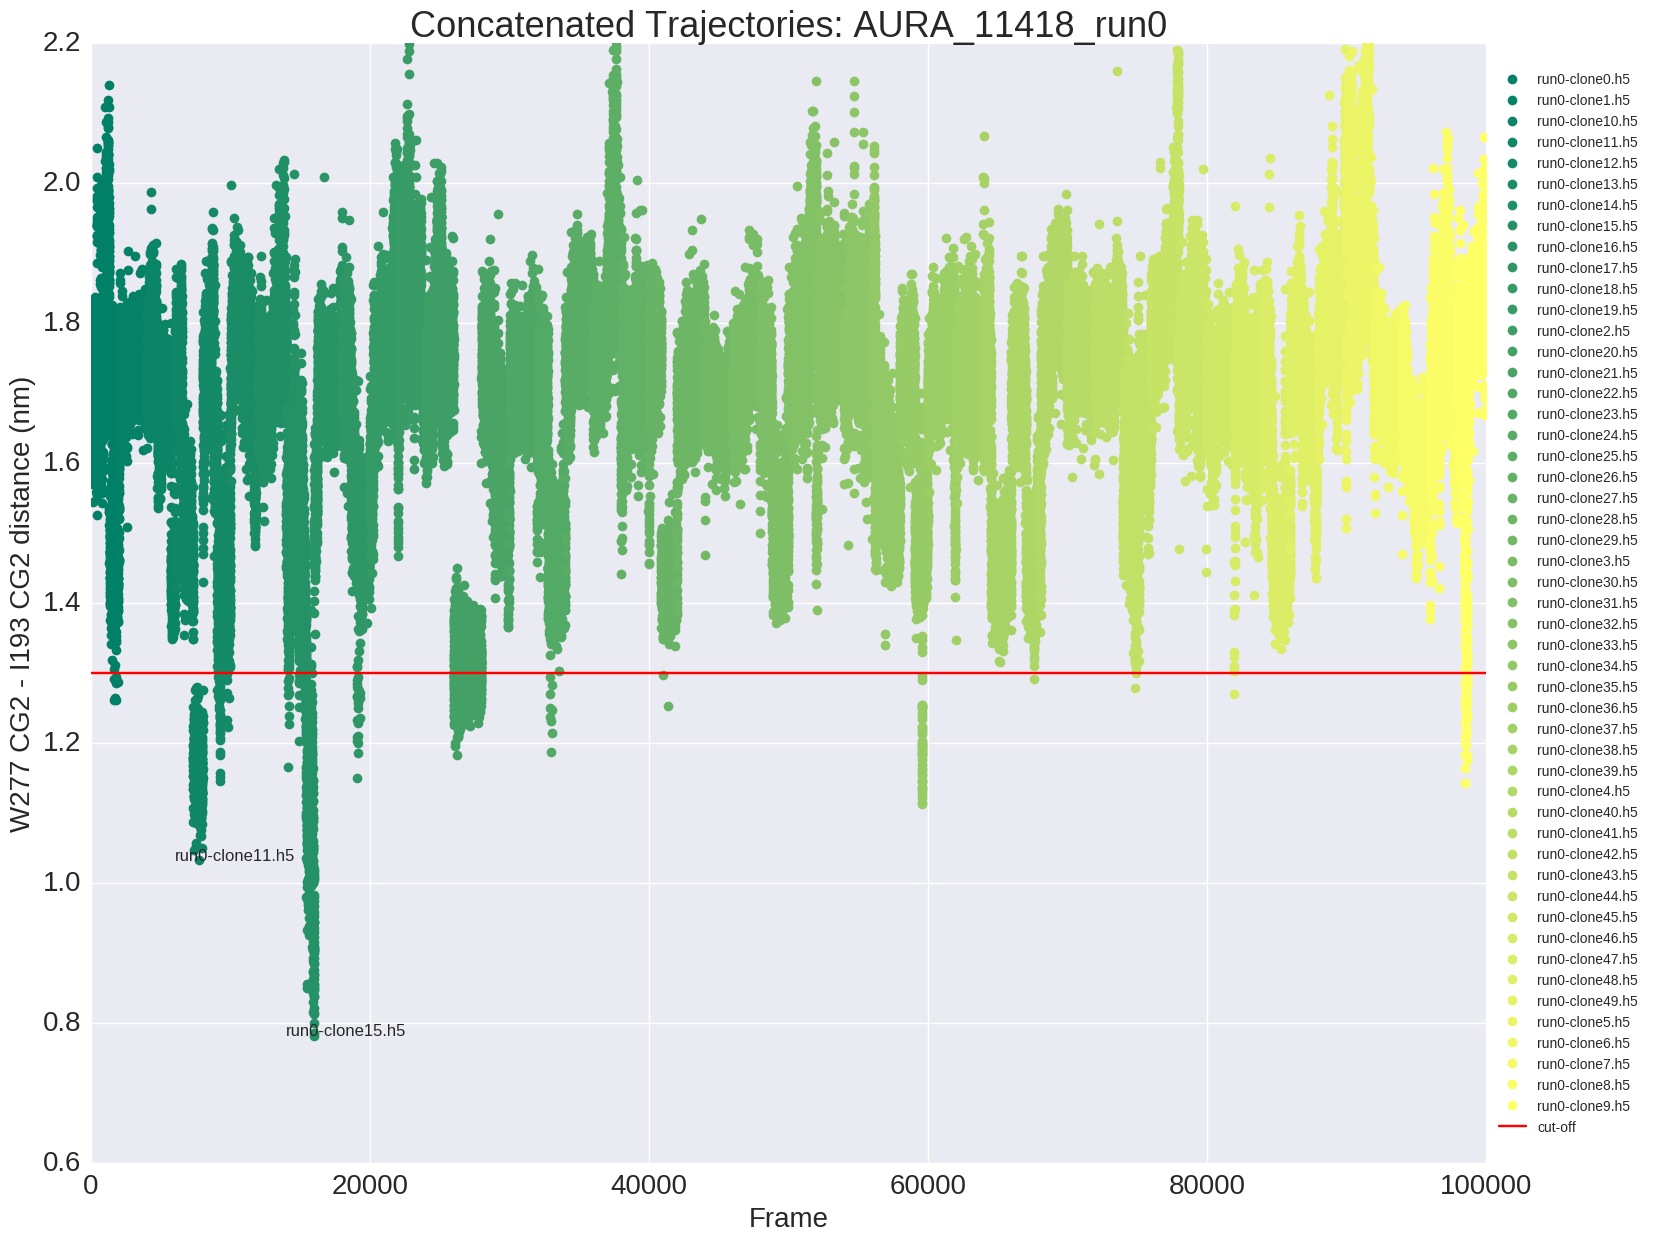 Concatenated Trajectories: AURA_11418_run0
W277 CG2 - I193 CG2 distance (nm)
2.2
2.0
1.8
1.6
1.4
1.2
1.0
0.8
0.6
run0-clone11.h5
run0-clone15.h5
0 20000 40000 60000 80000 100000
Frame
run0-clone0.h5
run0-clone1.h5
run0-clone10.h5
run0-clone11.h5
run0-clone12.h5
run0-clone13.h5
run0-clone14.h5
run0-clone15.h5
run0-clone16.h5
run0-clone17.h5
run0-clone18.h5
run0-clone19.h5
run0-clone2.h5
run0-clone20.h5
run0-clone21.h5
run0-clone22.h5
run0-clone23.h5
run0-clone24.h5
run0-clone25.h5
run0-clone26.h5
run0-clone27.h5
run0-clone28.h5
run0-clone29.h5
run0-clone3.h5
run0-clone30.h5
run0-clone31.h5
run0-clone32.h5
run0-clone33.h5
run0-clone34.h5
run0-clone35.h5
run0-clone36.h5
run0-clone37.h5
run0-clone38.h5
run0-clone39.h5
run0-clone4.h5
run0-clone40.h5
run0-clone41.h5
run0-clone42.h5
run0-clone43.h5
run0-clone44.h5
run0-clone45.h5
run0-clone46.h5
run0-clone47.h5
run0-clone48.h5
run0-clone49.h5
run0-clone5.h5
run0-clone6.h5
run0-clone7.h5
run0-clone8.h5
run0-clone9.h5
cut-off